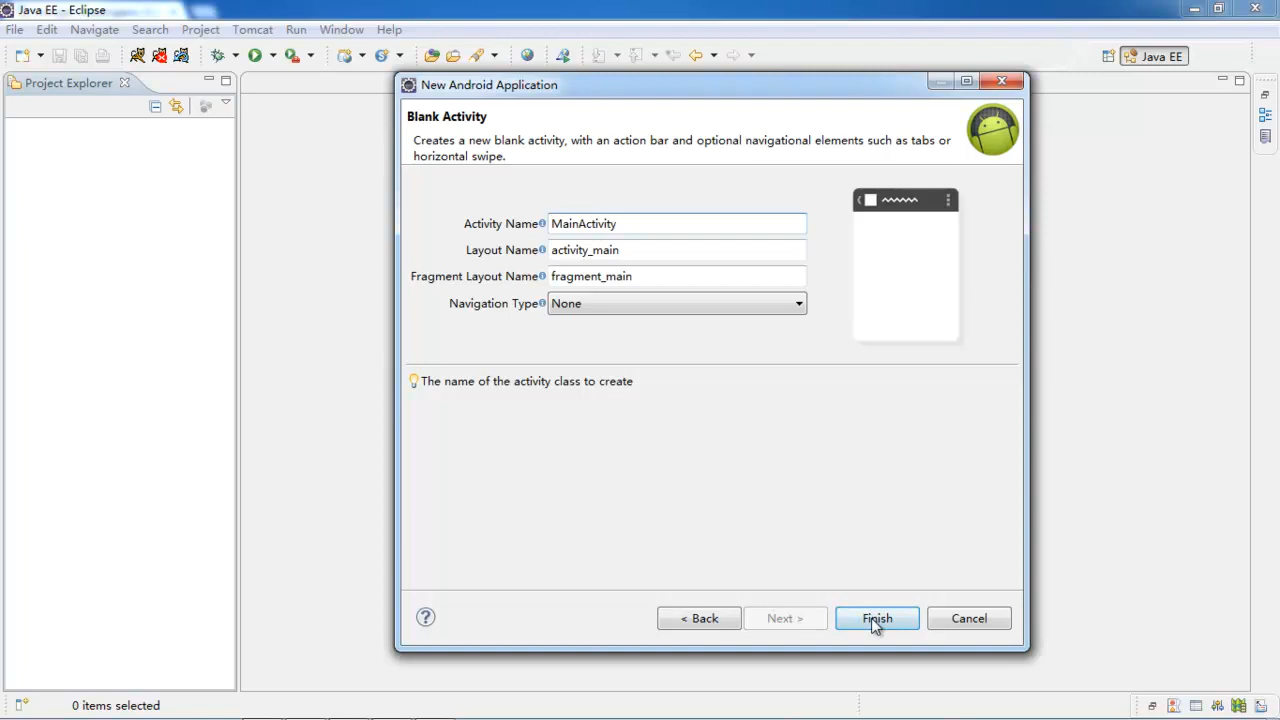 Java EE - Eclipse
File Edit Navigate Search Project Tomcat Run Window Help
Java EE
Project Explorer
New Android Application
Blank Activity
Creates a new blank activity, with an action bar and optional navigational elements such as tabs or
horizontal swipe.
Activity Name MainActivity
Layout Name activity_main
Fragment Layout Name fragment_main
Navigation Type None
The name of the activity class to create
< Back Next > Finish Cancel
0 items selected